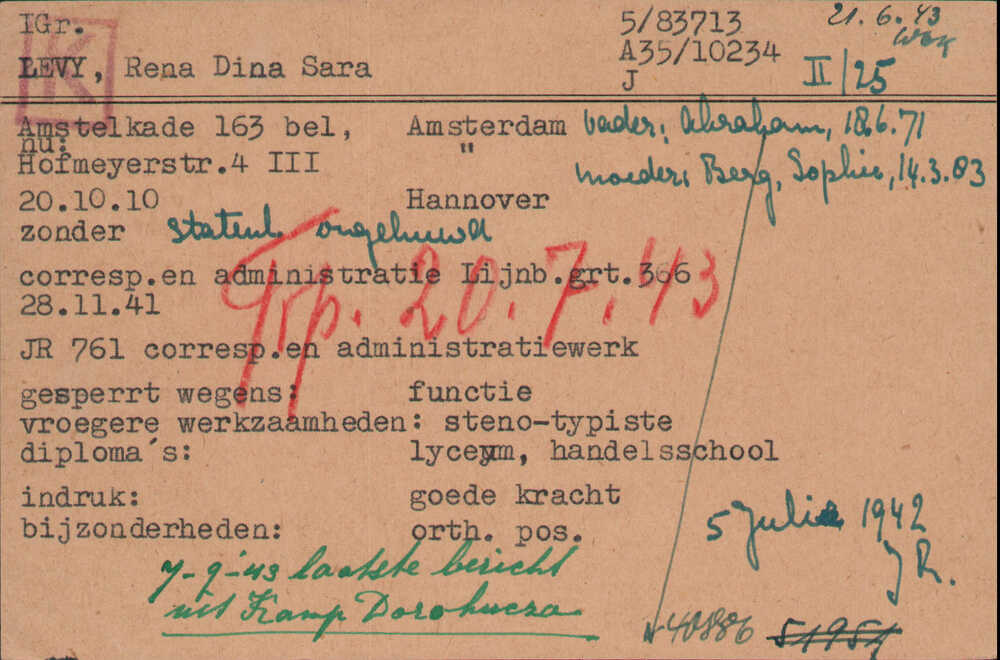 IGr. 5/83713 21.6.43
A35/10234 Wbk
LEVY, Rena Dina Sara J II/25
K
Amstelkade 163 bel, Amsterdam vader: Abraham, 18.6.71
nu:
Hofmeyerstr.4 III " moeder: Berg, Sophie, 14.3.83
20.10.10 Hannover
zonder statenl. ongehuwd
corresp.en administratie Lijnb.grt.366
28.11.41
Trp. 20.7.43
JR 761 corresp.en administratiewerk
gesperrt wegens: functie
vroegere werkzaamheden: steno-typiste
diploma´s: lyceum, handelsschool
indruk: goede kracht
bijzonderheden: orth. pos.
5 Julie 1942
JR.
7-9-'43 laatste bericht
uit Kamp Dorohucza
N 40886 51951